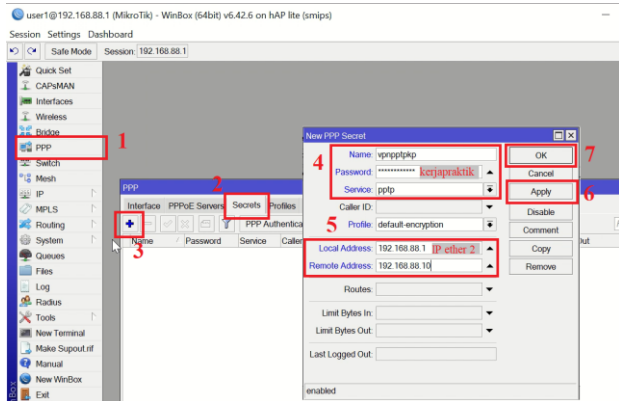 user1@192.168.88.1 (MikroTik) - WinBox (64bit) v6.42.6 on hAP lite (smips)
Session Settings Dashboard
Safe Mode Session: 192.168.88.1
Quick Set
CAPsMAN
Interfaces
Wireless
Bridge
PPP
Switch
Mesh
IP
MPLS
Routing
System
Queues
Files
Log
Radius
Tools
New Terminal
Make Supout.rif
Manual
New WinBox
Exit
1
PPP
2
Interface PPPoE Servers Secrets Profiles
PPP Authentica
3
Name Password Service Caller
New PPP Secret
4
Name: vpnpptpkp
Password: ************ kerjapraktik
Service: pptp
Caller ID:
5
Profile: default-encryption
Local Address: 192.168.88.1 IP ether 2
Remote Address: 192.168.88.10
Routes:
Limit Bytes In:
Limit Bytes Out:
Last Logged Out:
enabled
OK
7
Cancel
Apply
6
Disable
Comment
Copy
Remove